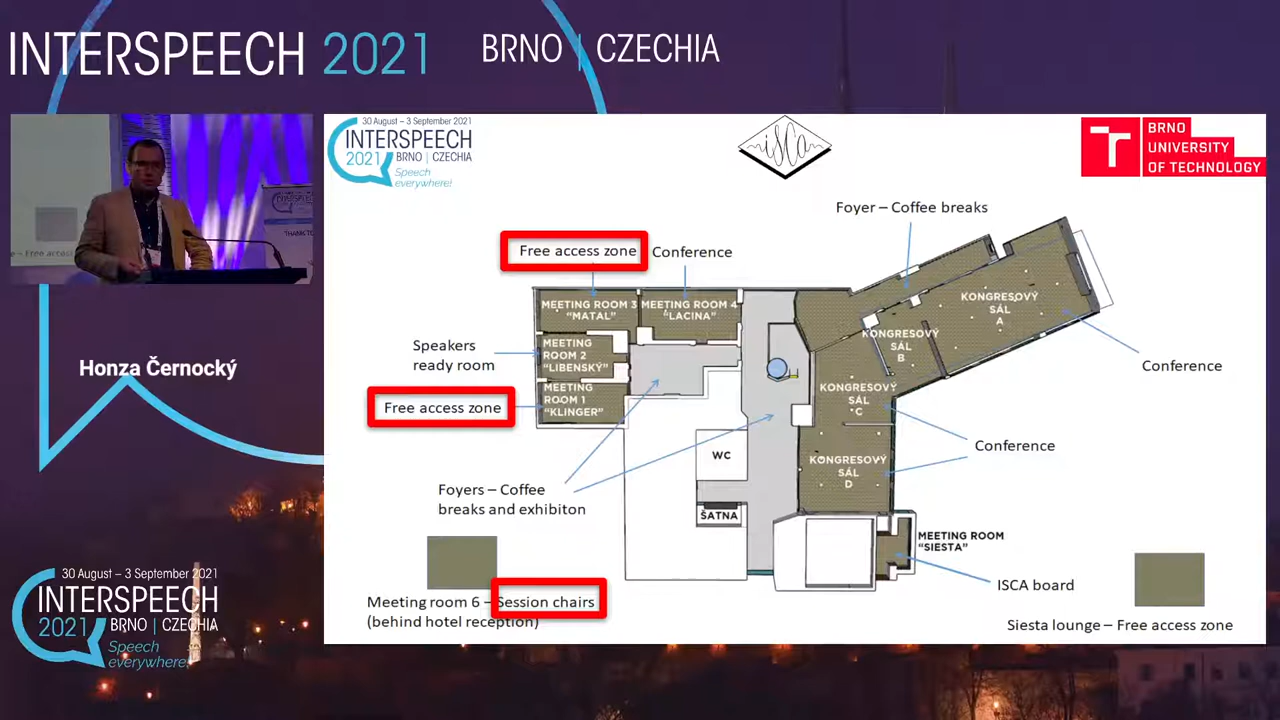 INTERSPEECH 2021
BRNO | CZECHIA
30 August – 3 September 2021
INTERSPEECH
2021 BRNO | CZECHIA
Speech
everywhere!
isca
BRNO
UNIVERSITY
OF TECHNOLOGY
Foyer – Coffee breaks
Free access zone
Conference
MEETING ROOM 3
"MATAL"
MEETING ROOM 4
"LACINA"
KONGRESOVÝ
SÁL
A
KONGRESOVÝ
SÁL
B
Speakers
ready room
MEETING
ROOM 2
"LIBENSKÝ"
Conference
Free access zone
MEETING
ROOM 1
"KLINGER"
KONGRESOVÝ
SÁL
C
Conference
WC
KONGRESOVÝ
SÁL
D
Foyers – Coffee
breaks and exhibiton
ŠATNA
MEETING ROOM
"SIESTA"
ISCA board
Meeting room 6 – Session chairs
(behind hotel reception)
Siesta lounge – Free access zone
Honza Černocký
30 August – 3 September 2021
INTERSPEECH
2021 BRNO | CZECHIA
Speech
everywhere!